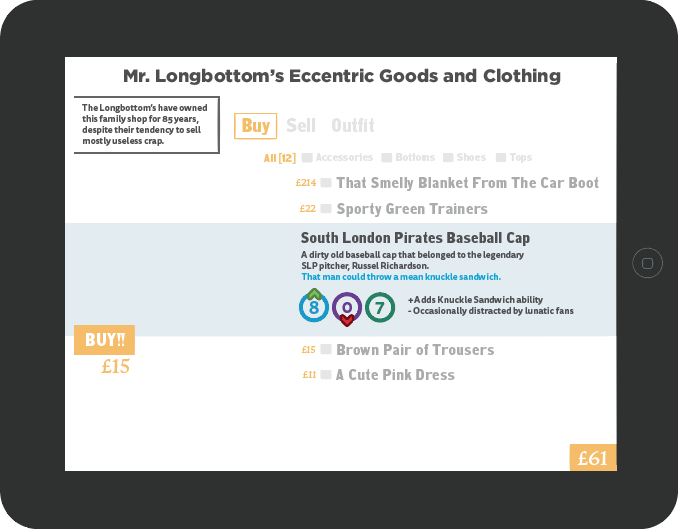 Mr. Longbottom's Eccentric Goods and Clothing
The Longbottom's have owned
this family shop for 85 years,
despite their tendency to sell
mostly useless crap.
Buy Sell Outfit
All [12] Accessories Bottoms Shoes Tops
£214 That Smelly Blanket From The Car Boot
£22 Sporty Green Trainers
South London Pirates Baseball Cap
A dirty old baseball cap that belonged to the legendary
SLP pitcher, Russel Richardson.
That man could throw a mean knuckle sandwich.
8 0 7
+Adds Knuckle Sandwich ability
- Occasionally distracted by lunatic fans
BUY!!
£15
£15 Brown Pair of Trousers
£11 A Cute Pink Dress
£61